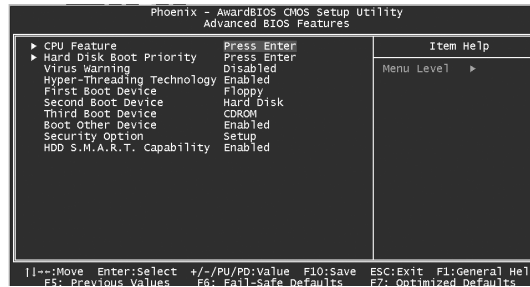 Phoenix - AwardBIOS CMOS Setup Utility
Advanced BIOS Features
▶ CPU Feature Press Enter
▶ Hard Disk Boot Priority Press Enter
Virus Warning Disabled
Hyper-Threading Technology Enabled
First Boot Device Floppy
Second Boot Device Hard Disk
Third Boot Device CDROM
Boot Other Device Enabled
Security Option Setup
HDD S.M.A.R.T. Capability Enabled
Item Help
Menu Level ▶
↑↓→←:Move Enter:Select +/-/PU/PD:Value F10:Save ESC:Exit F1:General Hel
F5: Previous Values F6: Fail-Safe Defaults F7: Optimized Defaults